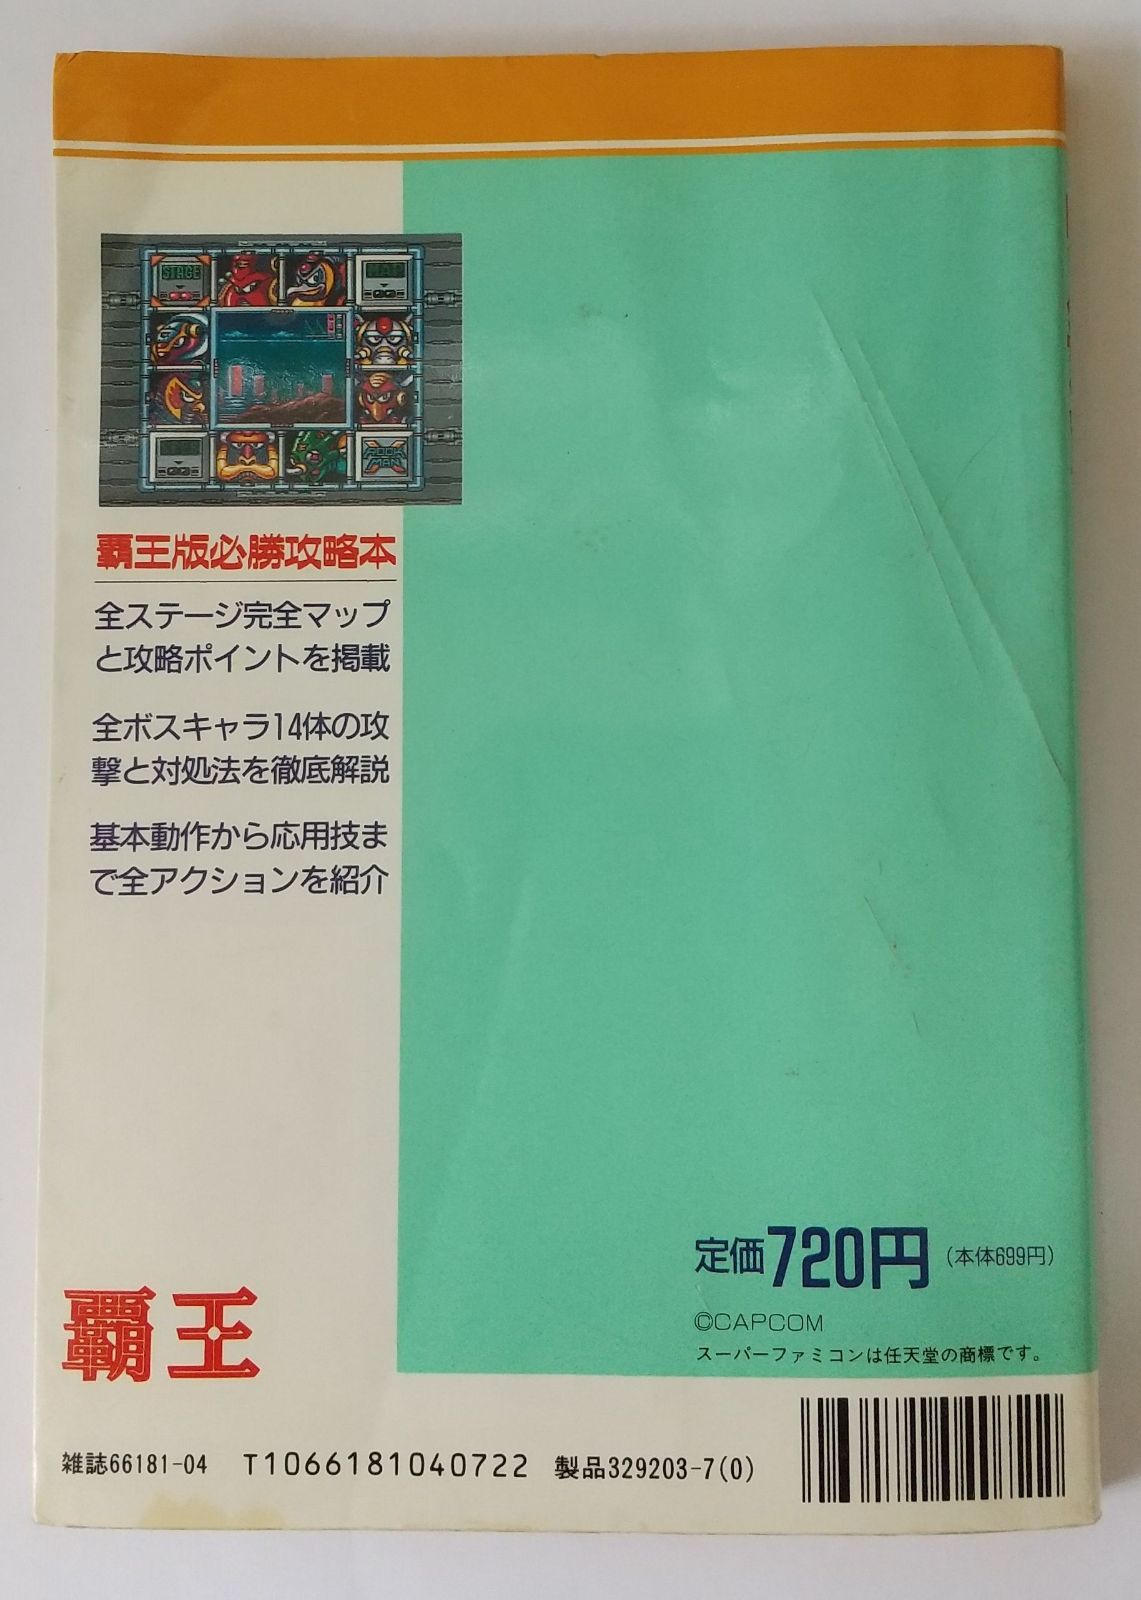 STAGE
MAP
ROCK
MAN
X
覇王版必勝攻略本
全ステージ完全マップ
と攻略ポイントを掲載
全ボスキャラ14体の攻
撃と対処法を徹底解説
基本動作から応用技ま
で全アクションを紹介
定価720円(本体699円)
©CAPCOM
スーパーファミコンは任天堂の商標です。
覇王
雑誌66181-04 T1066181040722 製品329203-7(0)